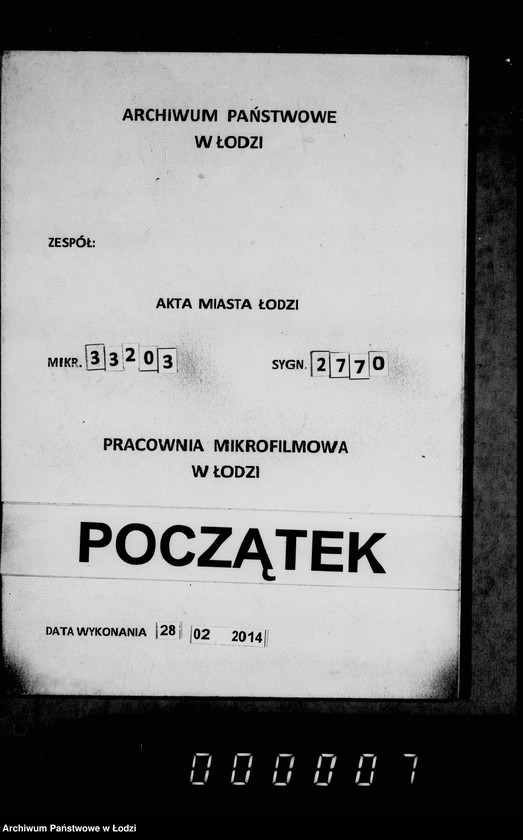 ARCHIWUM PAŃSTWOWE
W ŁODZI
ZESPÓŁ:
AKTA MIASTA ŁODZI
MIKR. 33203 SYGN. 2770
PRACOWNIA MIKROFILMOWA
W ŁODZI
POCZĄTEK
DATA WYKONANIA 28 02 2014
000007
Archiwum Państwowe w Łodzi